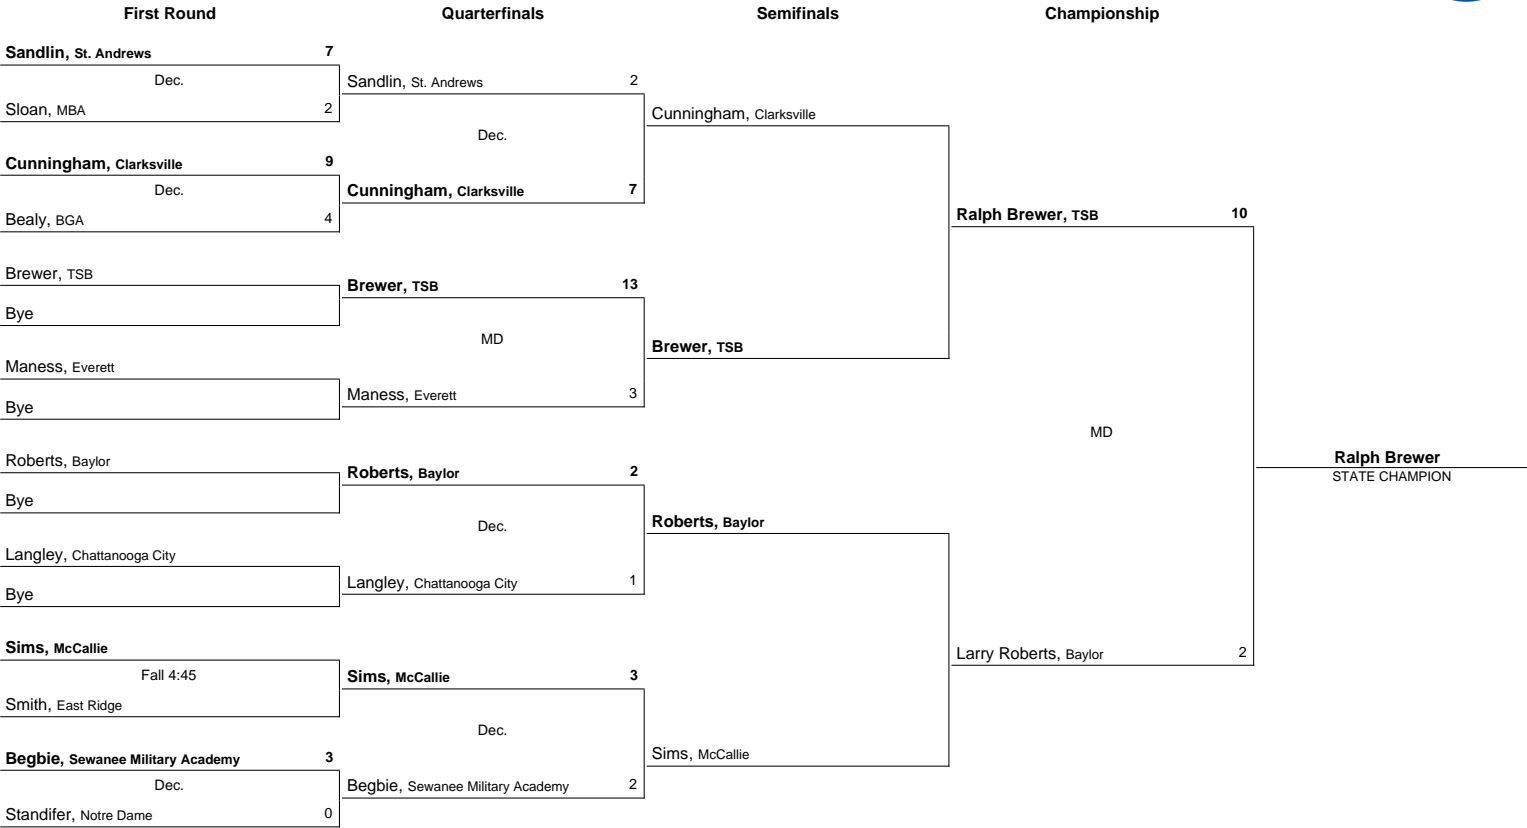 First Round Quarterfinals Semifinals Championship
Sandlin, St. Andrews 7
Dec.
Sloan, MBA 2
Cunningham, Clarksville 9
Dec.
Bealy, BGA 4
Brewer, TSB
Bye
Maness, Everett
Bye
Roberts, Baylor
Bye
Langley, Chattanooga City
Bye
Sims, McCallie
Fall 4:45
Smith, East Ridge
Begbie, Sewanee Military Academy 3
Dec.
Standifer, Notre Dame 0
Sandlin, St. Andrews 2
Dec.
Cunningham, Clarksville 7
Brewer, TSB 13
MD
Maness, Everett 3
Roberts, Baylor 2
Dec.
Langley, Chattanooga City 1
Sims, McCallie 3
Dec.
Begbie, Sewanee Military Academy 2
Cunningham, Clarksville
Brewer, TSB
Roberts, Baylor
Sims, McCallie
Ralph Brewer, TSB 10
MD
Larry Roberts, Baylor 2
Ralph Brewer
STATE CHAMPION